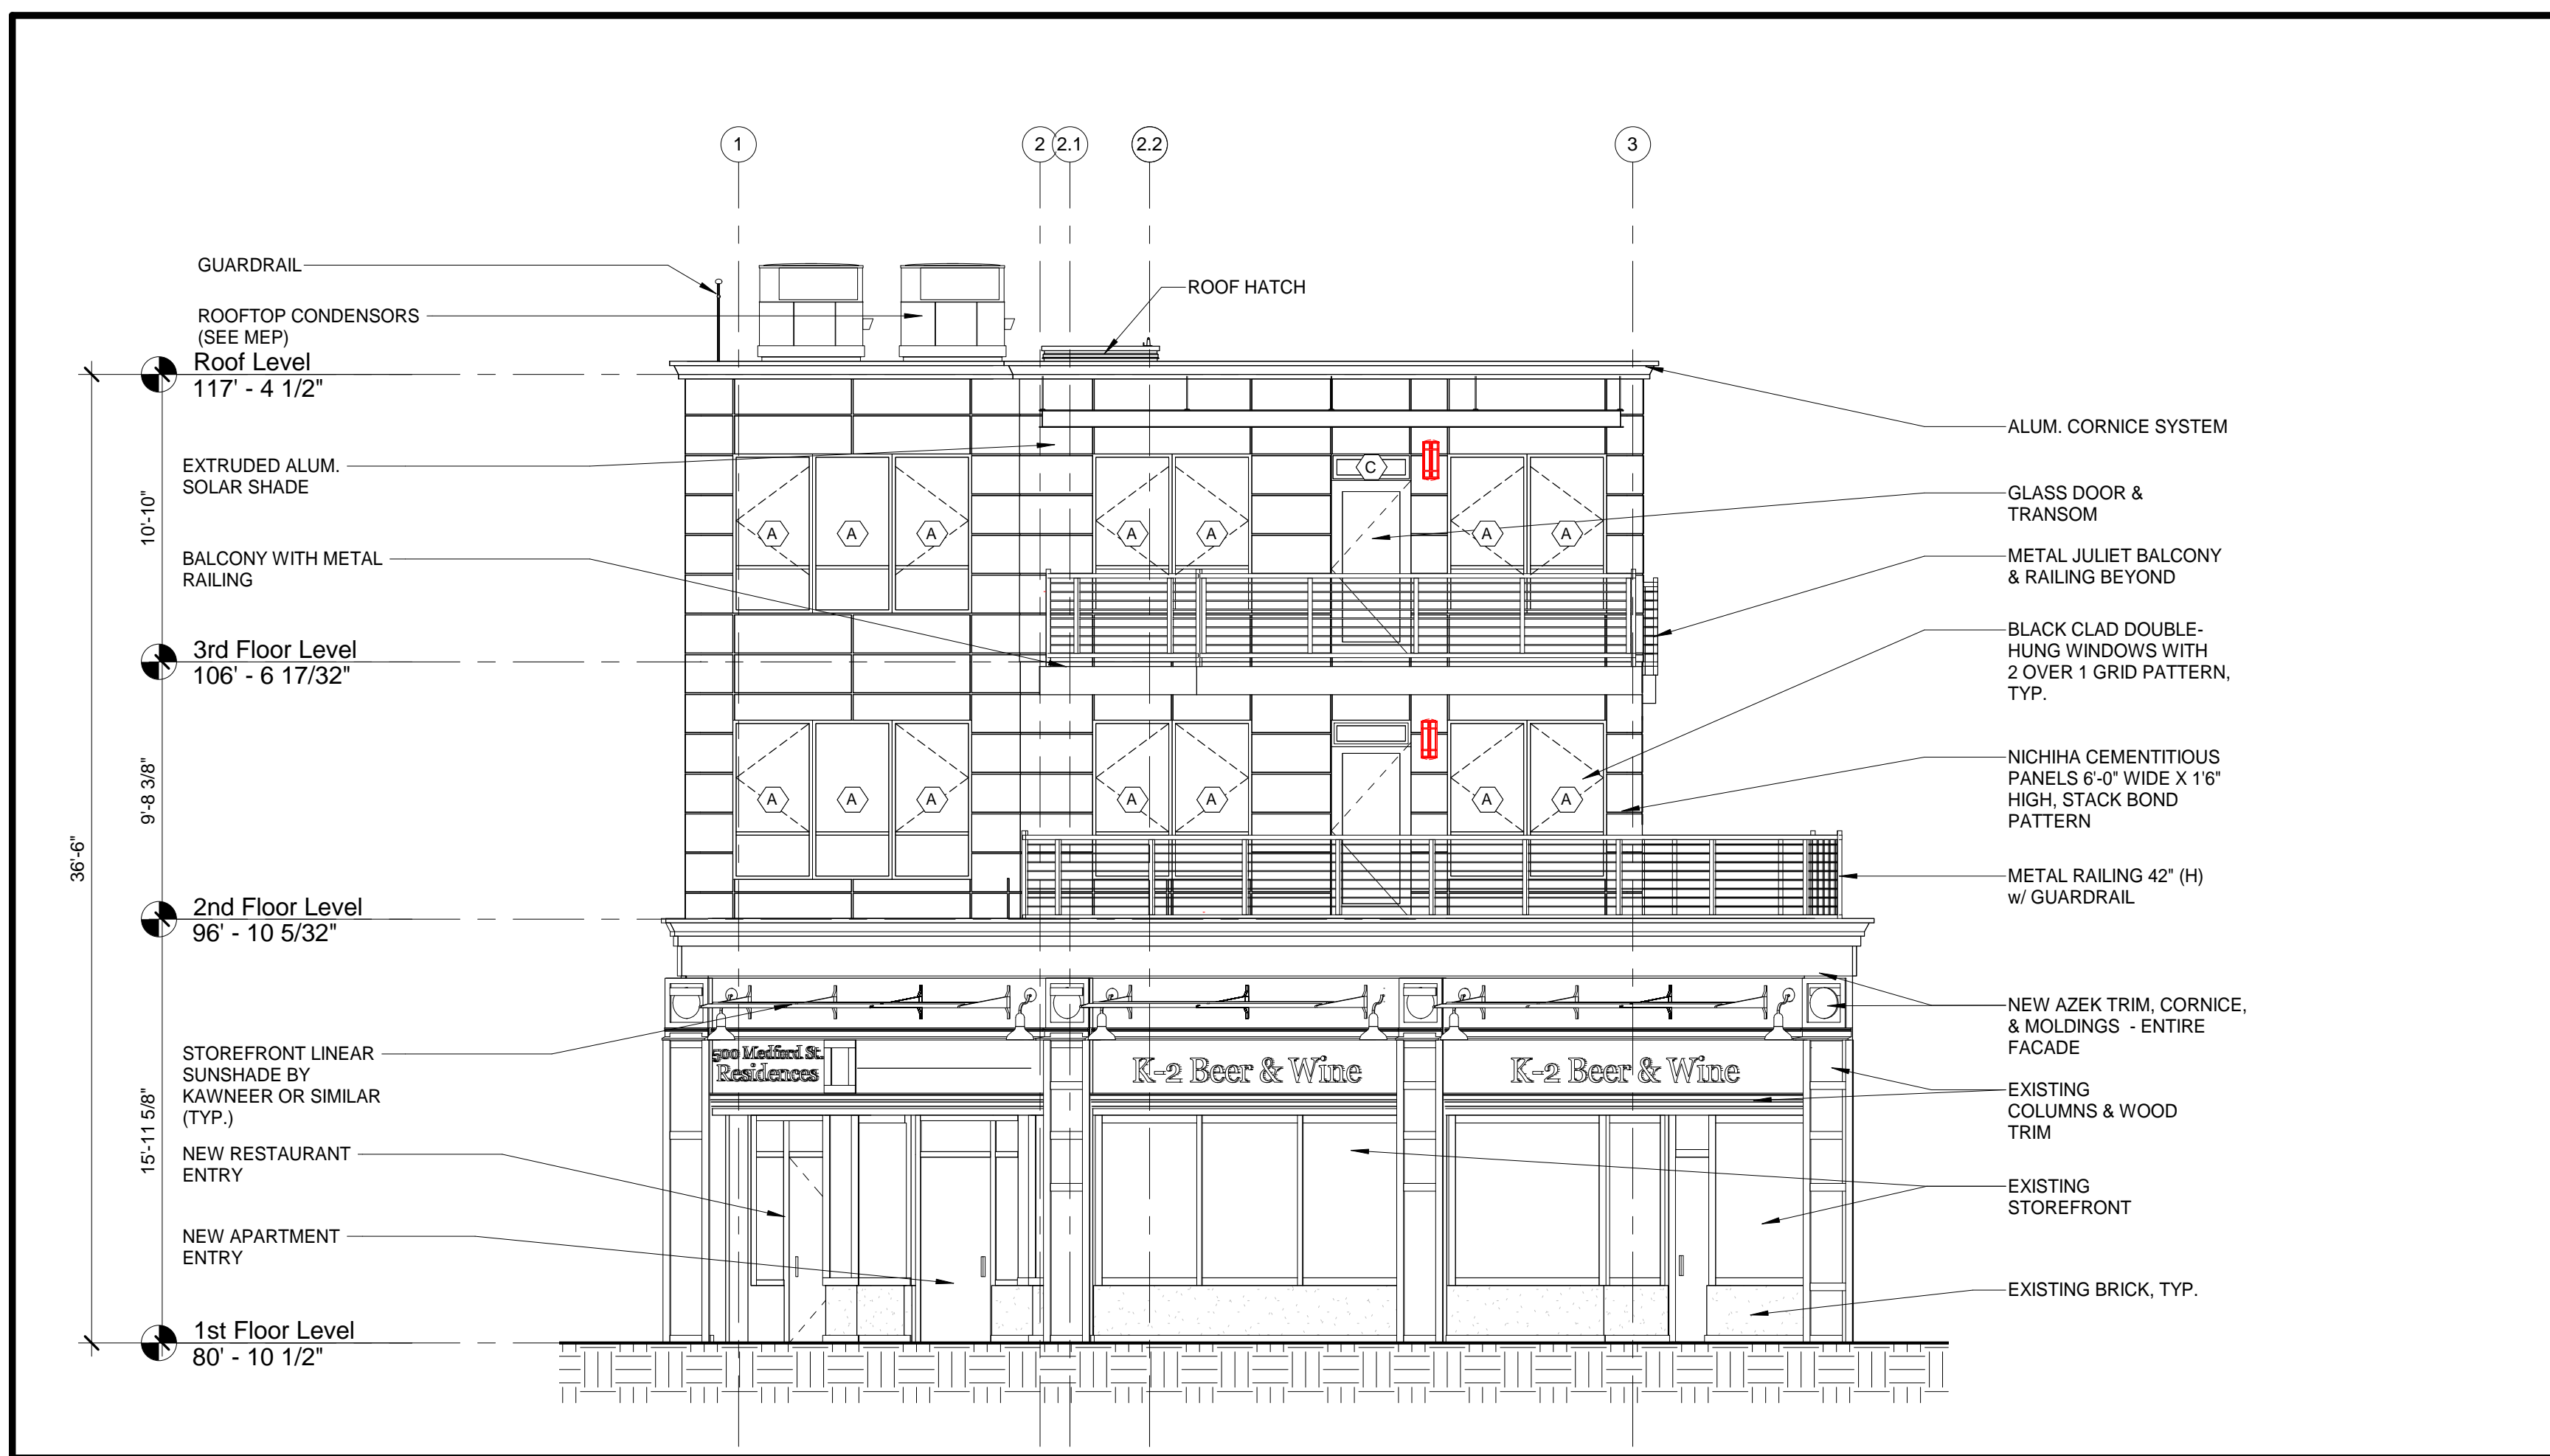 1
2
2.1
2.2
3
GUARDRAIL
ROOFTOP CONDENSORS
(SEE MEP)
ROOF HATCH
Roof Level
117' - 4 1/2"
EXTRUDED ALUM.
SOLAR SHADE
10'-10"
BALCONY WITH METAL
RAILING
3rd Floor Level
106' - 6 17/32"
9'-8 3/8"
36'-6"
2nd Floor Level
96' - 10 5/32"
STOREFRONT LINEAR
SUNSHADE BY
KAWNEER OR SIMILAR
(TYP.)
15'-11 5/8"
NEW RESTAURANT
ENTRY
NEW APARTMENT
ENTRY
1st Floor Level
80' - 10 1/2"
C
A
A
A
A
A
A
A
A
A
A
A
A
A
A
500 Medford St.
Residences
K-2 Beer & Wine
K-2 Beer & Wine
ALUM. CORNICE SYSTEM
GLASS DOOR &
TRANSOM
METAL JULIET BALCONY
& RAILING BEYOND
BLACK CLAD DOUBLE-
HUNG WINDOWS WITH
2 OVER 1 GRID PATTERN,
TYP.
NICHIHA CEMENTITIOUS
PANELS 6'-0" WIDE X 1'6"
HIGH, STACK BOND
PATTERN
METAL RAILING 42" (H)
w/ GUARDRAIL
NEW AZEK TRIM, CORNICE,
& MOLDINGS - ENTIRE
FACADE
EXISTING
COLUMNS & WOOD
TRIM
EXISTING
STOREFRONT
EXISTING BRICK, TYP.